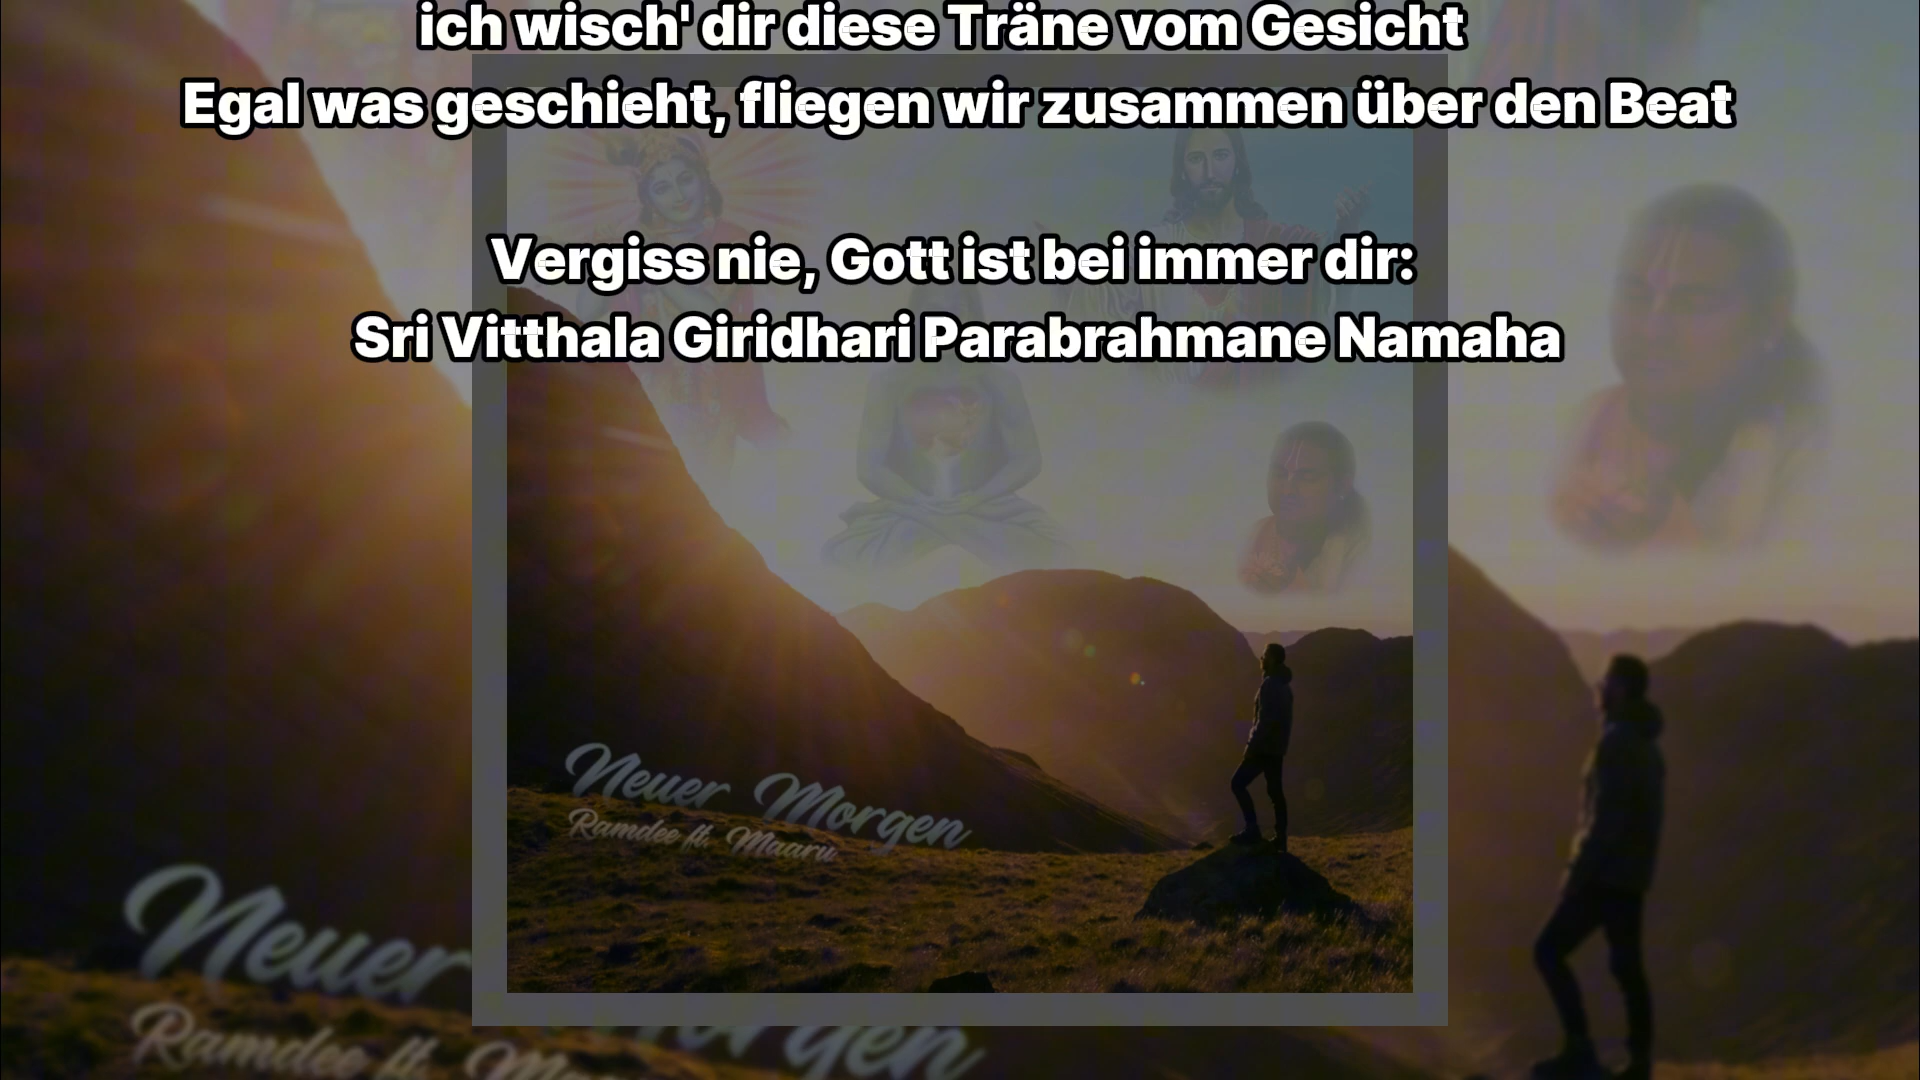 ich wisch' dir diese Träne vom Gesicht
Egal was geschieht, fliegen wir zusammen über den Beat
Vergiss nie, Gott ist bei immer dir:
Sri Vitthala Giridhari Parabrahmane Namaha
Neuer Morgen
Ramdee ft. Maaru
Neuer Morgen
Ramdee ft.